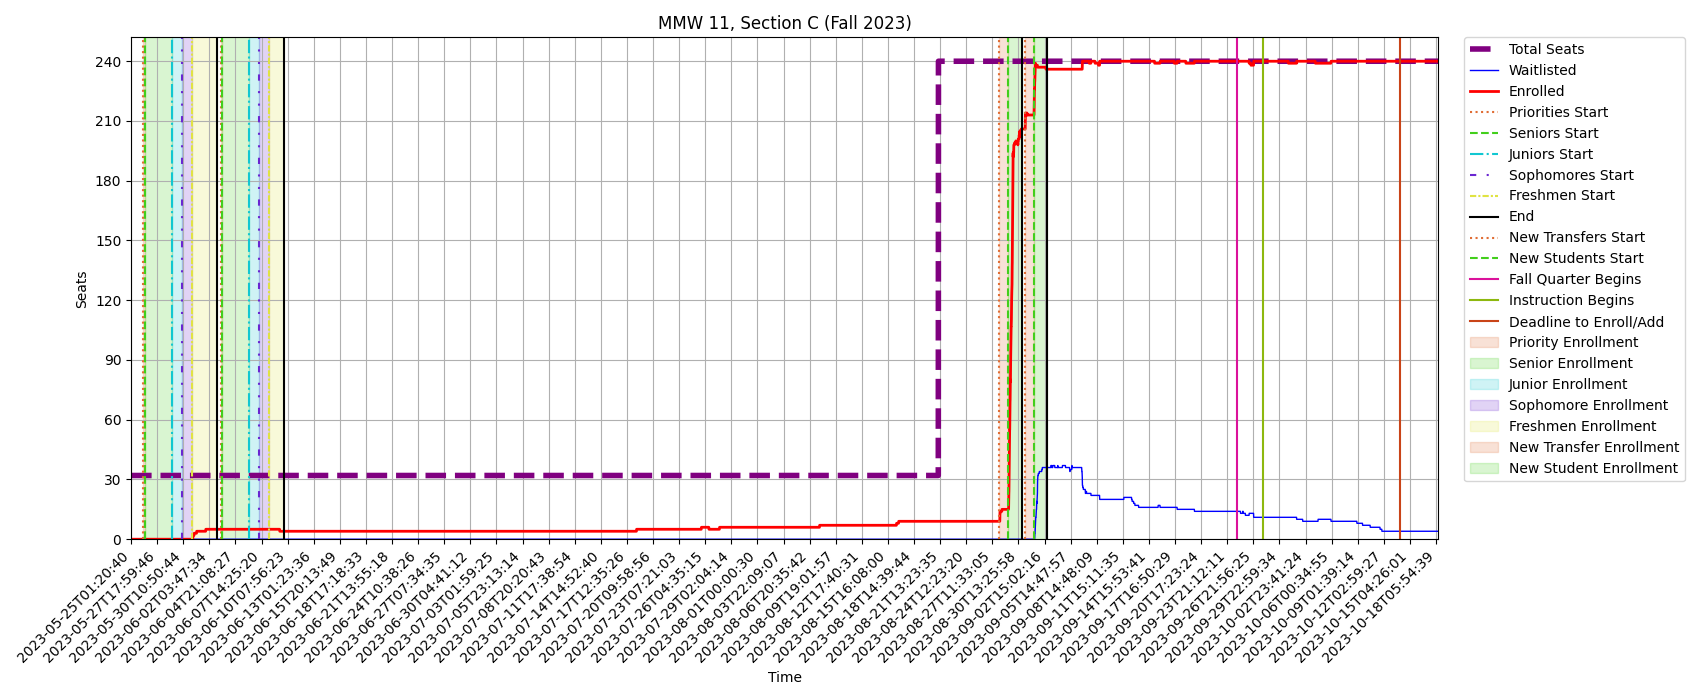 MMW 11, Section C (Fall 2023)
Seats
240
210
180
150
120
90
60
30
0
2023-05-25T01:20:40
2023-05-27T17:59:46
2023-05-30T10:50:44
2023-06-02T03:47:34
2023-06-04T21:08:27
2023-06-07T14:25:20
2023-06-10T07:56:23
2023-06-13T01:23:36
2023-06-15T20:13:49
2023-06-18T17:18:33
2023-06-21T13:55:18
2023-06-24T10:38:26
2023-06-27T07:34:35
2023-06-30T04:41:12
2023-07-03T01:59:25
2023-07-05T23:13:14
2023-07-08T20:20:43
2023-07-11T17:38:54
2023-07-14T14:52:40
2023-07-17T12:35:26
2023-07-20T09:58:56
2023-07-23T07:21:03
2023-07-26T04:35:15
2023-07-29T02:04:14
2023-08-01T00:00:30
2023-08-03T22:09:07
2023-08-06T20:35:42
2023-08-09T19:01:57
2023-08-12T17:40:31
2023-08-15T16:08:00
2023-08-18T14:39:44
2023-08-21T13:23:35
2023-08-24T12:23:20
2023-08-27T11:33:05
2023-08-30T13:25:58
2023-09-02T15:02:16
2023-09-05T14:47:57
2023-09-08T14:48:09
2023-09-11T15:11:35
2023-09-14T15:53:41
2023-09-17T16:50:29
2023-09-20T17:23:24
2023-09-23T21:12:11
2023-09-26T21:56:25
2023-09-29T22:59:34
2023-10-02T23:41:24
2023-10-06T00:34:55
2023-10-09T01:39:14
2023-10-12T02:59:27
2023-10-15T04:26:01
2023-10-18T05:54:39
Time
Total Seats
Waitlisted
Enrolled
Priorities Start
Seniors Start
Juniors Start
Sophomores Start
Freshmen Start
End
New Transfers Start
New Students Start
Fall Quarter Begins
Instruction Begins
Deadline to Enroll/Add
Priority Enrollment
Senior Enrollment
Junior Enrollment
Sophomore Enrollment
Freshmen Enrollment
New Transfer Enrollment
New Student Enrollment